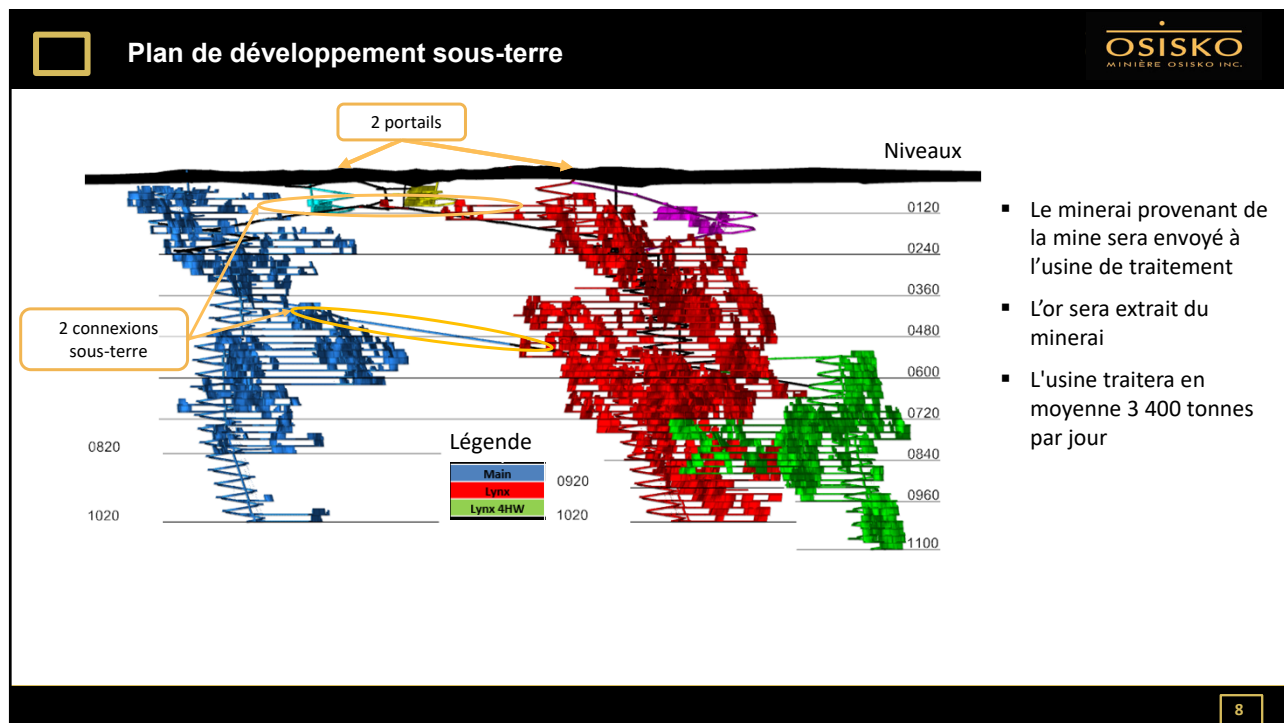 Plan de développement sous-terre
OSISKO
MINIÈRE OSISKO INC.
2 portails
Niveaux
0120
0240
0360
0480
0600
0720
0840
0960
1100
2 connexions
sous-terre
0820
1020
Légende
Main
Lynx
Lynx 4HW
0920
1020
▪ Le minerai provenant de
la mine sera envoyé à
l’usine de traitement
▪ L’or sera extrait du
minerai
▪ L'usine traitera en
moyenne 3 400 tonnes
par jour
8